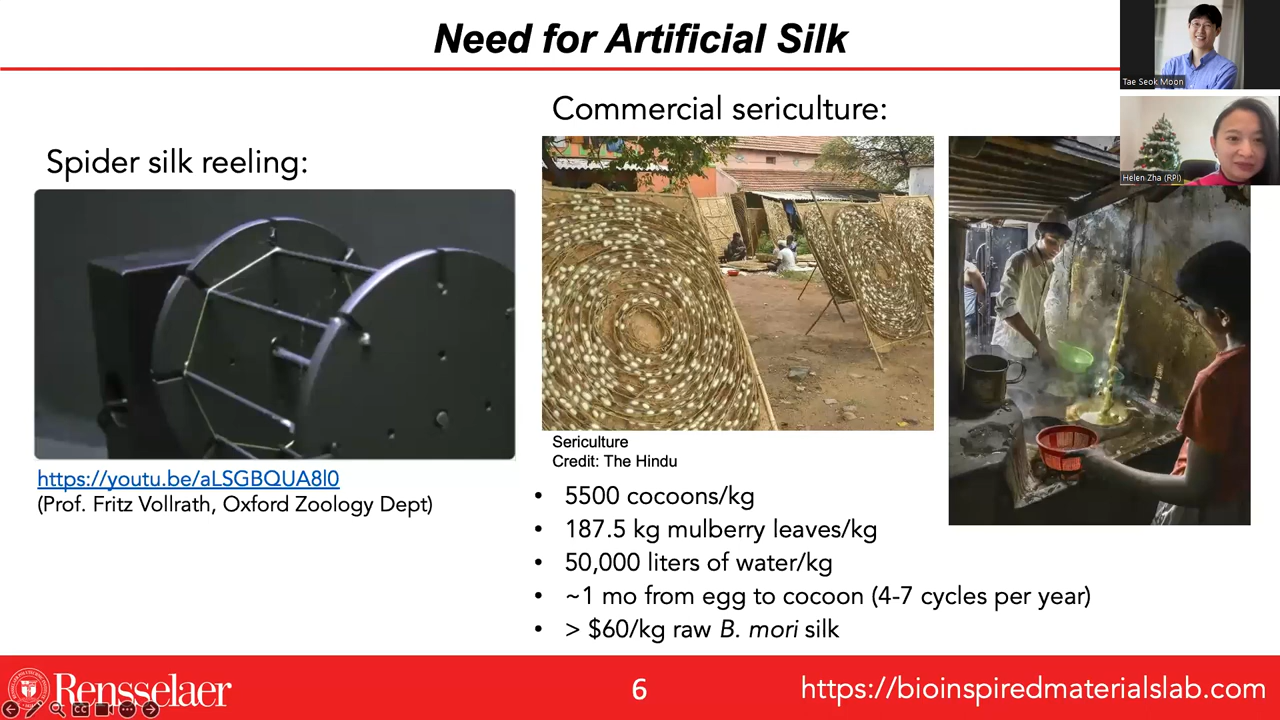 Need for Artificial Silk
Tae Seok Moon
Helen Zha (RPI)
Spider silk reeling:
https://youtu.be/aLSGBQUA8l0
(Prof. Fritz Vollrath, Oxford Zoology Dept)
Commercial sericulture:
Sericulture
Credit: The Hindu
• 5500 cocoons/kg
• 187.5 kg mulberry leaves/kg
• 50,000 liters of water/kg
• ~1 mo from egg to cocoon (4-7 cycles per year)
• > $60/kg raw B. mori silk
Rensselaer
6
https://bioinspiredmaterialslab.com
CC